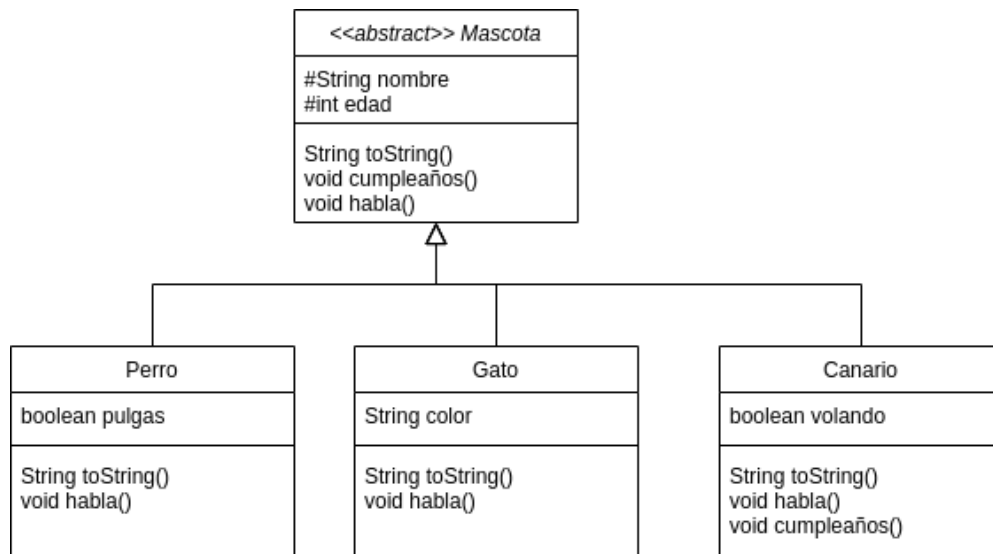 <<abstract>> Mascota
#String nombre
#int edad
String toString()
void cumpleaños()
void habla()
Perro
boolean pulgas
String toString()
void habla()
Gato
String color
String toString()
void habla()
Canario
boolean volando
String toString()
void habla()
void cumpleaños()